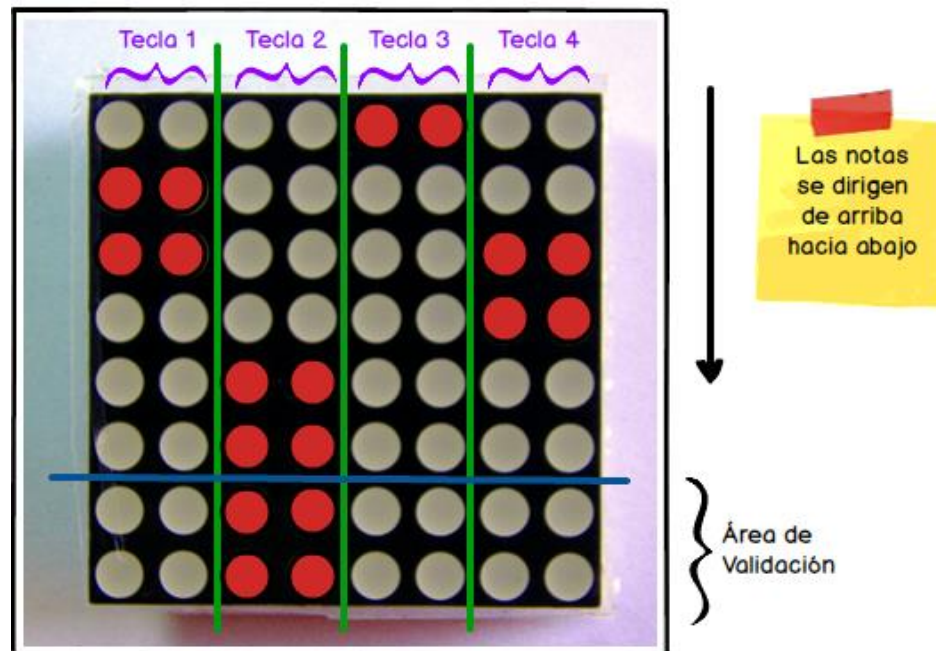 Tecla 1
Tecla 2
Tecla 3
Tecla 4
Las notas
se dirigen
de arriba
hacia abajo
Área de
Validación